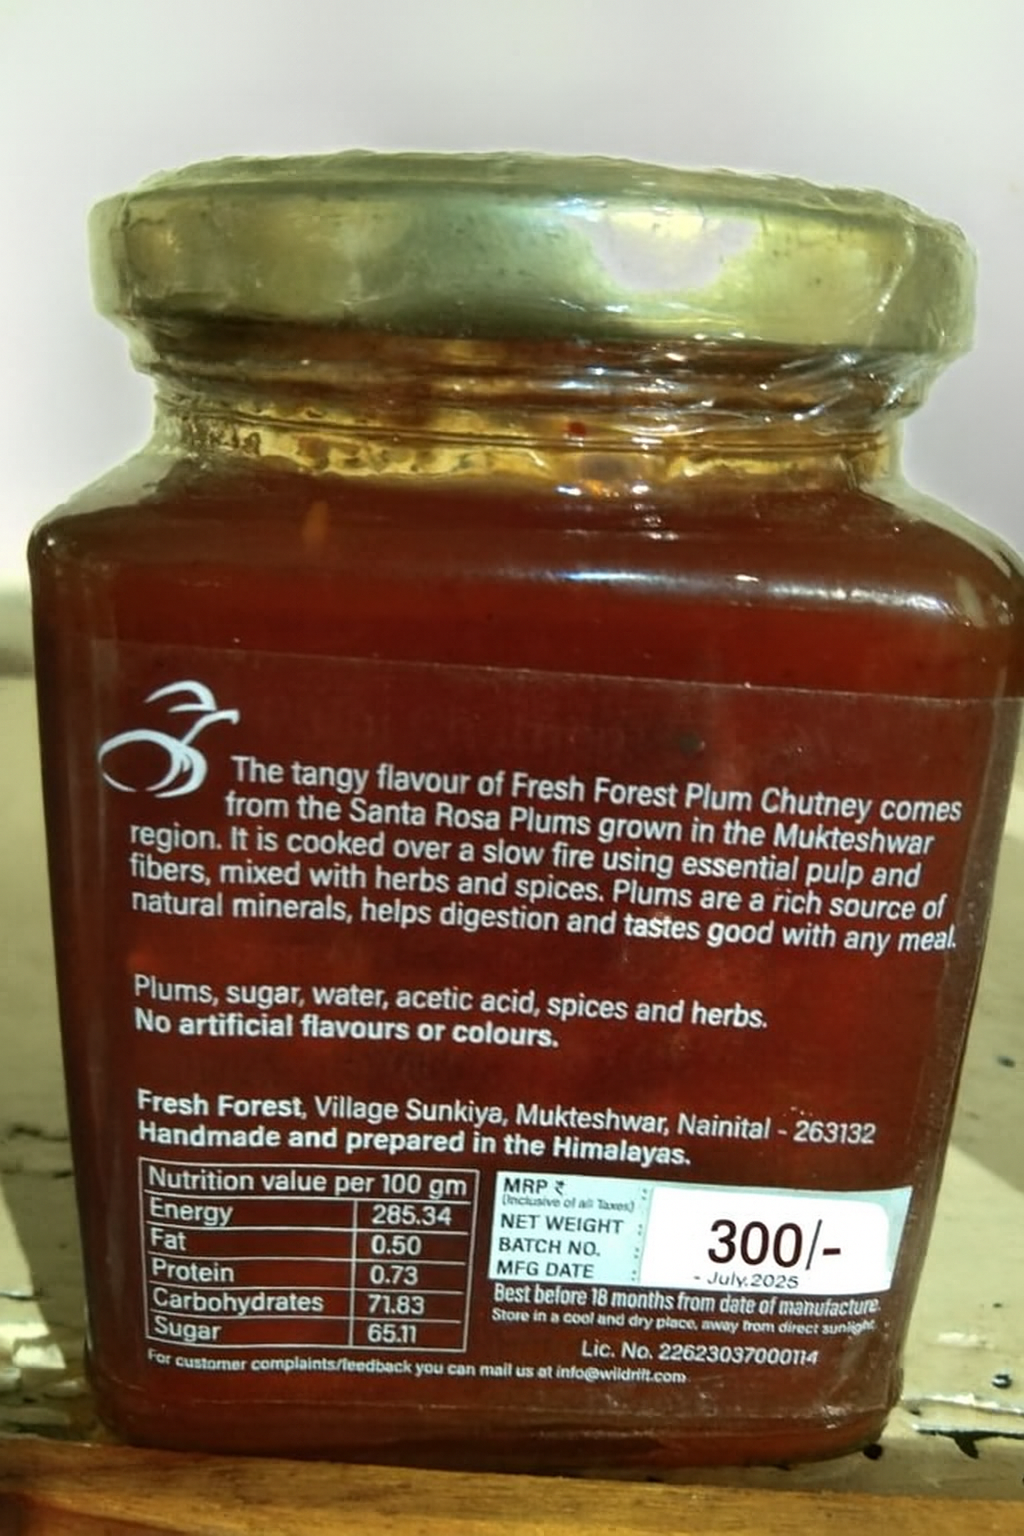 The tangy flavour of Fresh Forest Plum Chutney comes
from the Santa Rosa Plums grown in the Mukteshwar
region. It is cooked over a slow fire using essential pulp and
fibers, mixed with herbs and spices. Plums are a rich source of
natural minerals, helps digestion and tastes good with any meal.
Plums, sugar, water, acetic acid, spices and herbs.
No artificial flavours or colours.
Fresh Forest, Village Sunkiya, Mukteshwar, Nainital - 263132
Handmade and prepared in the Himalayas.
Nutrition value per 100 gm
Energy 285.34
Fat 0.50
Protein 0.73
Carbohydrates 71.83
Sugar 65.11
MRP ₹ :
(Inclusive of all Taxes)
NET WEIGHT :
BATCH NO. :
MFG DATE :
300/-
- July.2025
Best before 18 months from date of manufacture.
Store in a cool and dry place, away from direct sunlight.
Lic. No. 22623037000114
For customer complaints/feedback you can mail us at info@wildrift.com